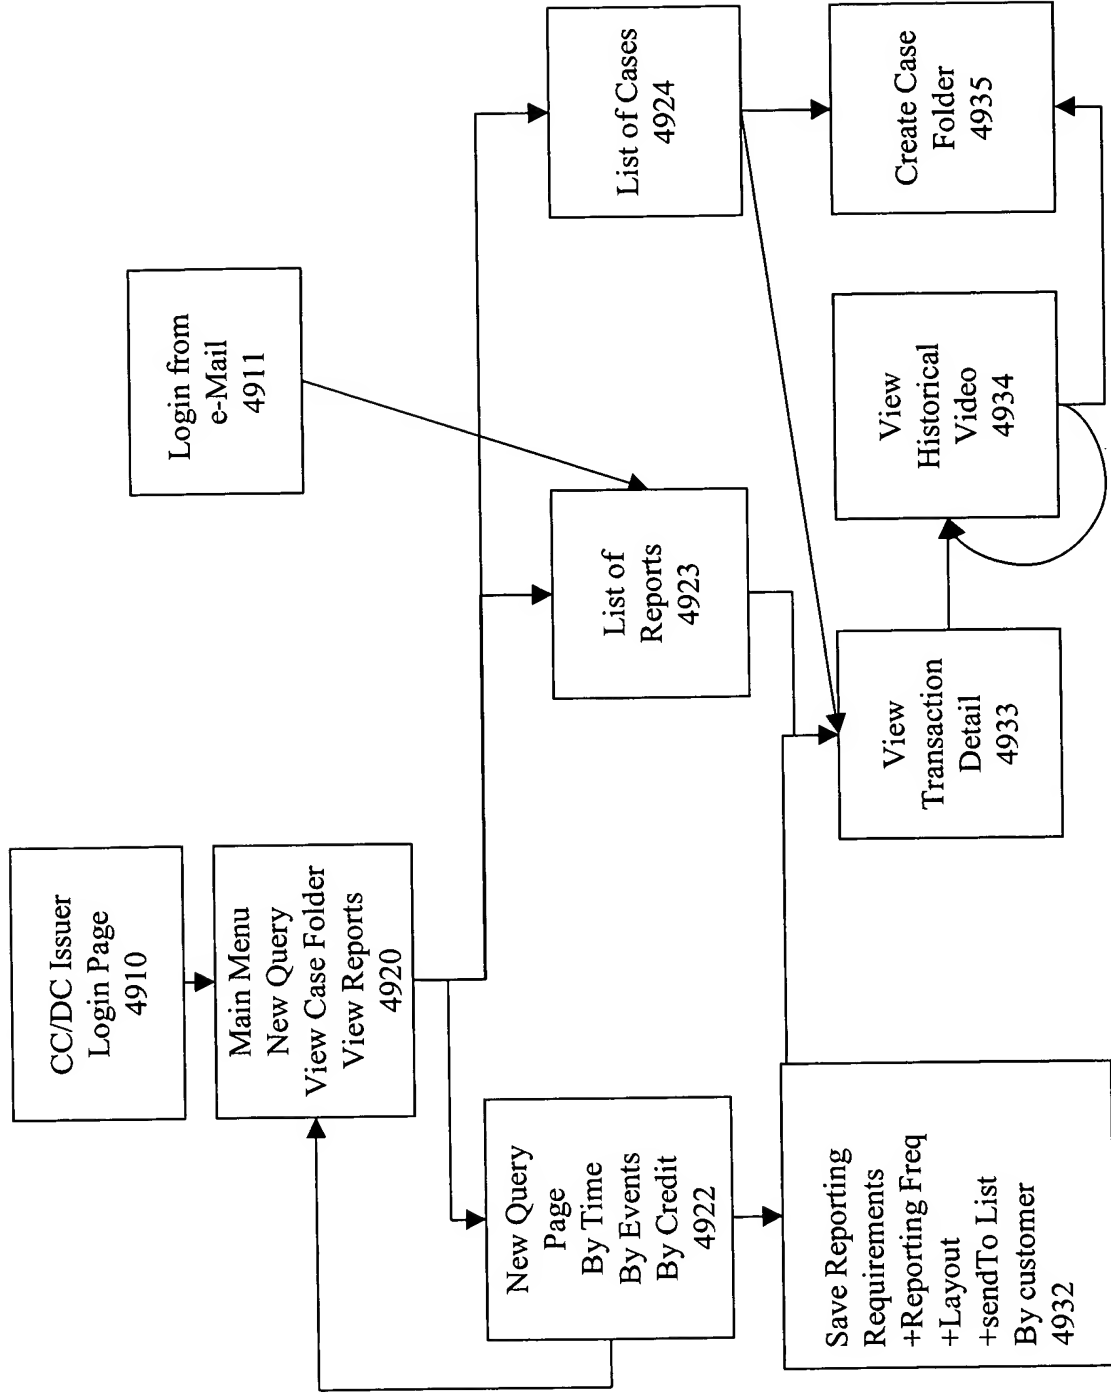 CC/DC Issuer
Login Page
4910
Login from
e-Mail
4911
Main Menu
New Query
View Case Folder
View Reports
4920
New Query
Page
By Time
By Events
By Credit
4922
List of
Reports
4923
List of Cases
4924
Save Reporting
Requirements
+Reporting Freq
+Layout
+sendTo List
By customer
4932
View
Transaction
Detail
4933
View
Historical
Video
4934
Create Case
Folder
4935